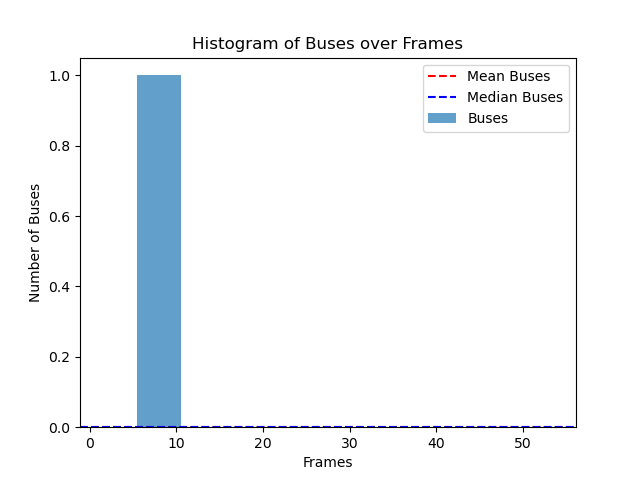 Histogram of Buses over Frames
Mean Buses
Median Buses
Buses
Number of Buses
1.0
0.8
0.6
0.4
0.2
0.0
0 10 20 30 40 50
Frames